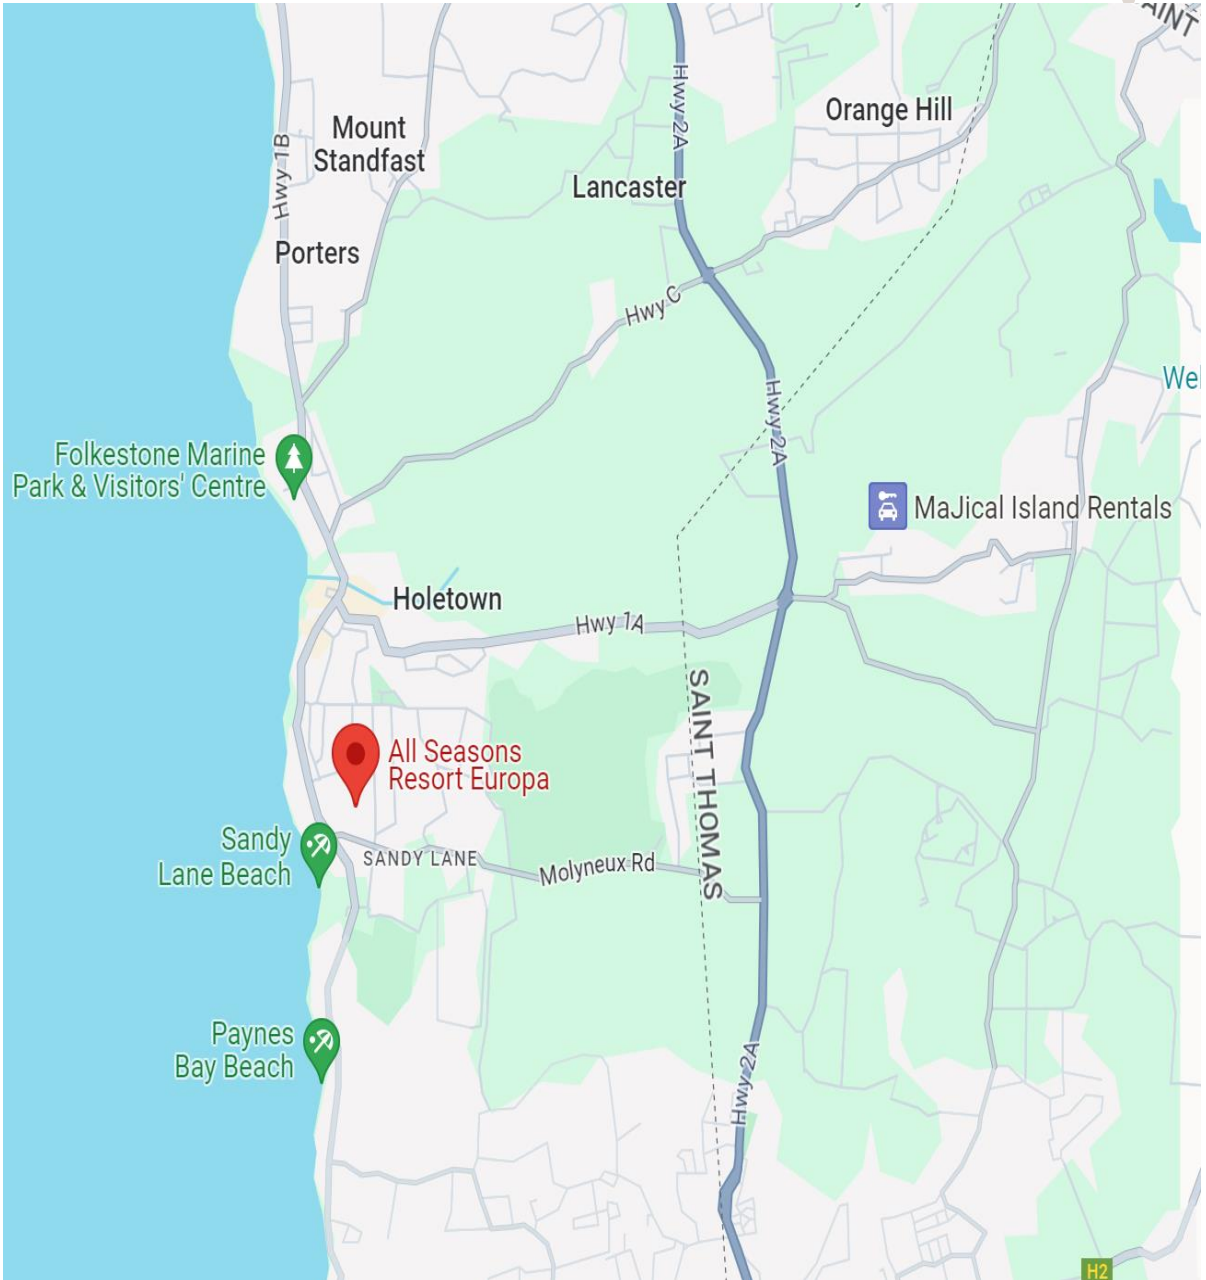 AINT
Hwy 2A
Orange Hill
Mount
Standfast
Hwy 1B
Lancaster
Porters
Hwy C
Hwy 2A
Folkestone Marine
Park & Visitors' Centre
MaJical Island Rentals
Holetown
Hwy 1A
SAINT THOMAS
All Seasons
Resort Europa
Sandy
Lane Beach
SANDY LANE
Molyneux Rd
Paynes
Bay Beach
Hwy 2A
H2